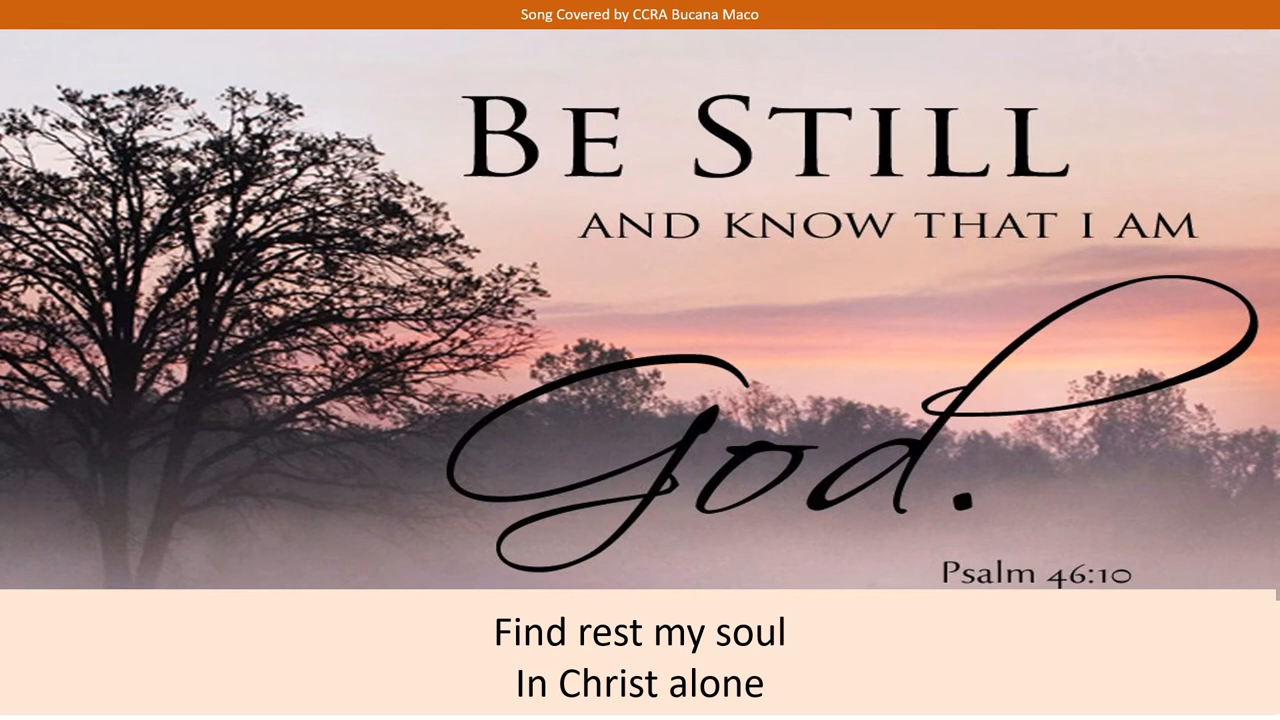 Song Covered by CCRA Bucana Maco
BE STILL
AND KNOW THAT I AM
God.
Psalm 46:10
Find rest my soul
In Christ alone